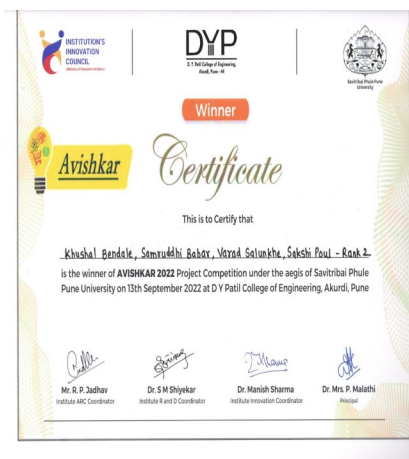 INSTITUTION'S
INNOVATION
COUNCIL
DYP
D. Y. Patil College of Engineering,
Akurdi, Pune - 44
Savitribai Phule Pune
University
Winner
Avishkar
Certificate
This is to Certify that
Khushal Bendale, Samruddhi Babar, Varad Salunkhe, Sakshi Poul - Rank 2
is the winner of AVISHKAR 2022 Project Competition under the aegis of Savitribai Phule
Pune University on 13th September 2022 at D Y Patil College of Engineering, Akurdi, Pune
Mr. R. P. Jadhav
Institute ARC Coordinator
Dr. S M Shiyekar
Institute R and D Coordinator
Dr. Manish Sharma
Institute Innovation Coordinator
Dr. Mrs. P. Malathi
Principal